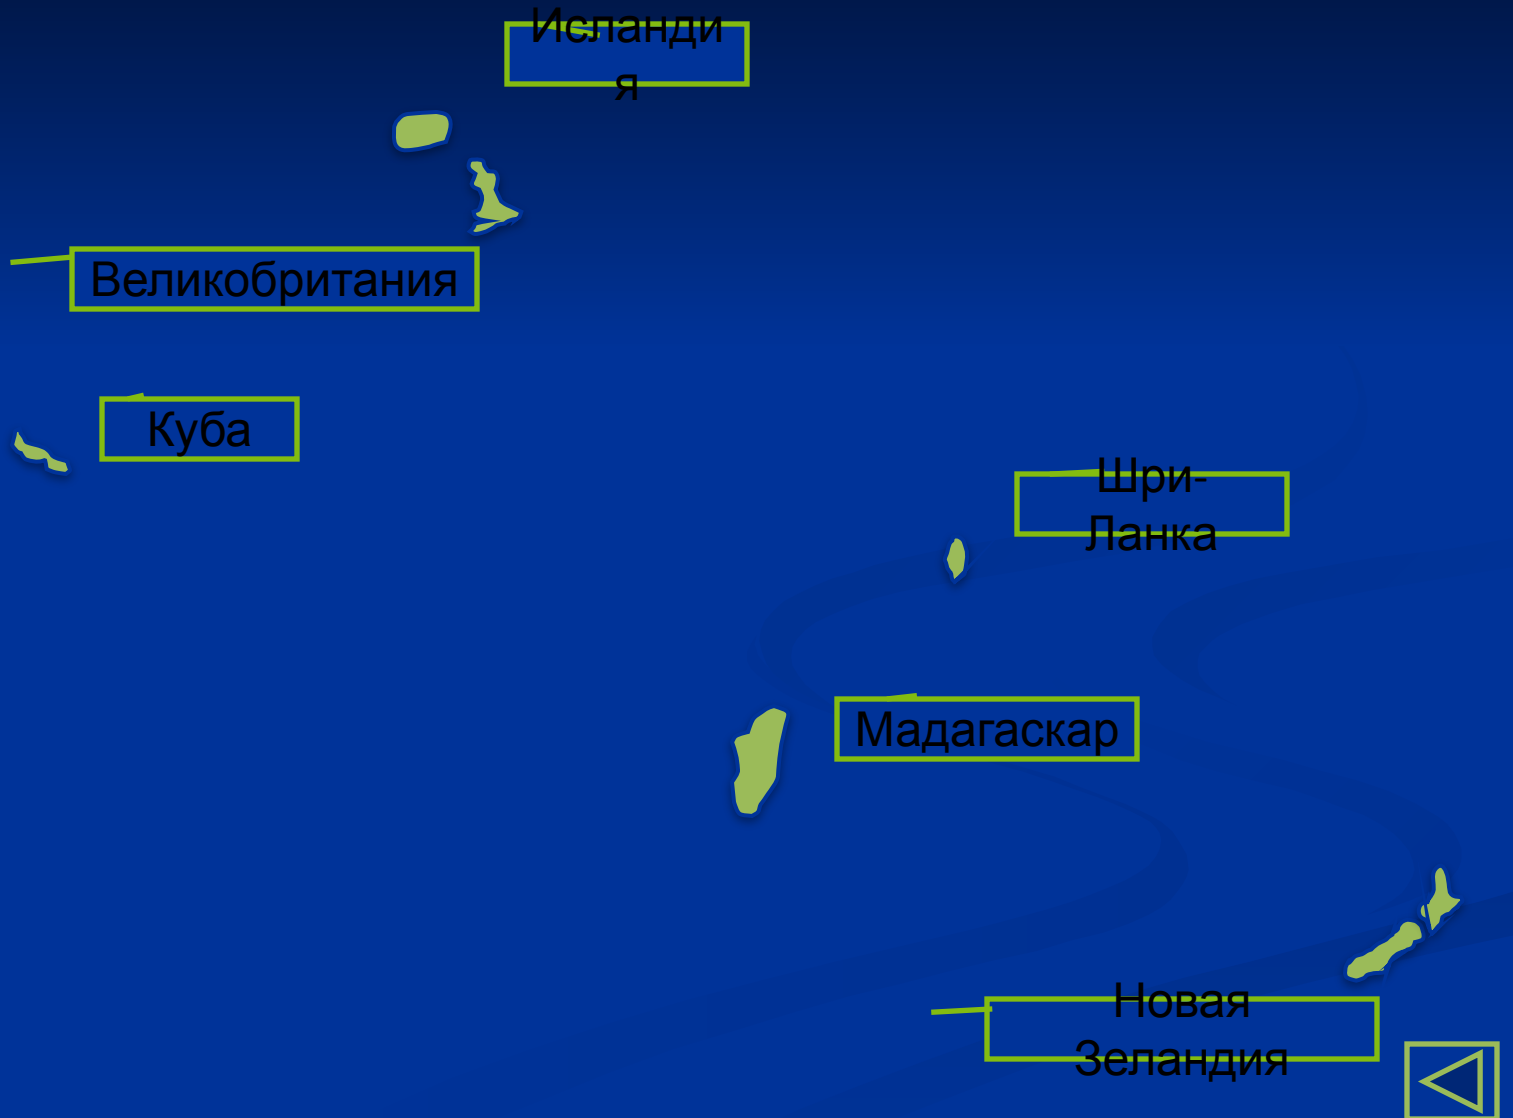 Исланди
я
Великобритания
Куба
Шри-
Ланка
Мадагаскар
Новая
Зеландия